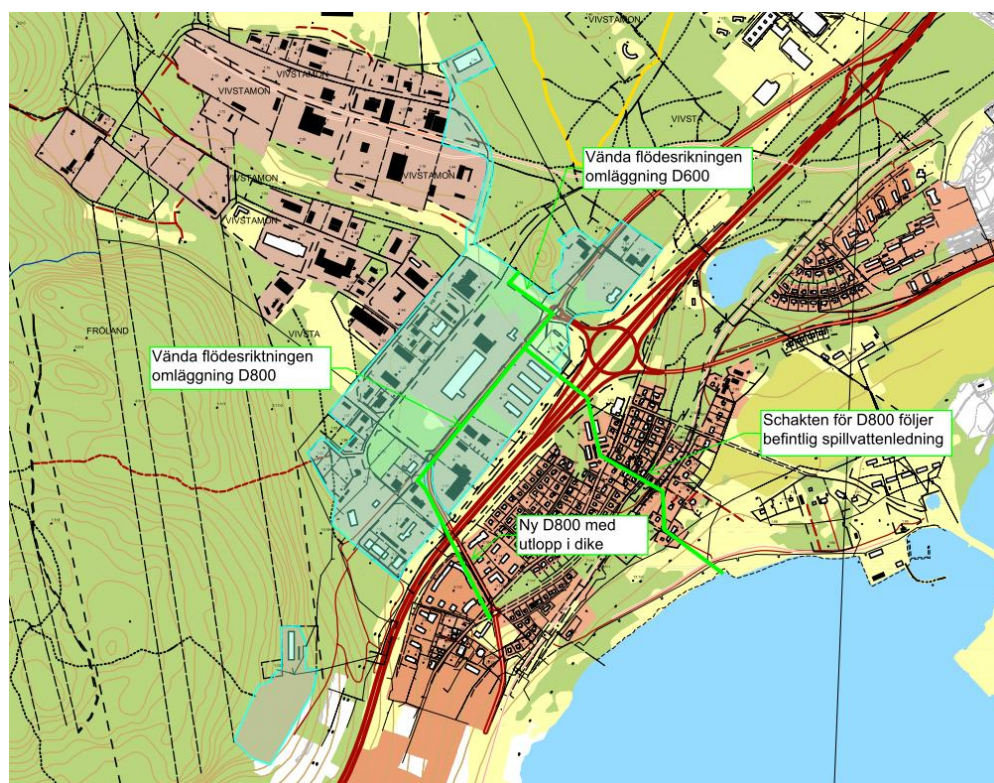 VIVSTAMON
VIVSTAMON
VIVSTAMON
VIVSTA
Vända flödesrikningen
omläggning D600
VIVSTAMON
VIVSTAMON
FRÖLAND
VIVSTA
Vända flödesriktningen
omläggning D800
Schakten för D800 följer
befintlig spillvattenledning
Ny D800 med
utlopp i dike